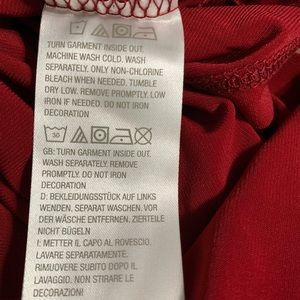 TURN GARMENT INSIDE OUT.
MACHINE WASH COLD. WASH
SEPARATELY. ONLY NON-CHLORINE
BLEACH WHEN NEEDED. TUMBLE
DRY LOW. REMOVE PROMPTLY. LOW
IRON IF NEEDED. DO NOT IRON
DECORATION
30
GB: TURN GARMENT INSIDE OUT.
WASH SEPARATELY. REMOVE
PROMPTLY. DO NOT IRON
DECORATION
D: BEKLEIDUNGSSTÜCK AUF LINKS
WENDEN, SEPARAT WASCHEN. VOR
DER WÄSCHE ENTFERNEN. ZIERTEILE
NICHT BÜGELN
I: METTER IL CAPO AL ROVESCIO.
LAVARE SEPARATAMENTE.
RIMUOVERE SUBITO DOPO IL
LAVAGGIO. NON STIRARE LE
DECORAZIONI